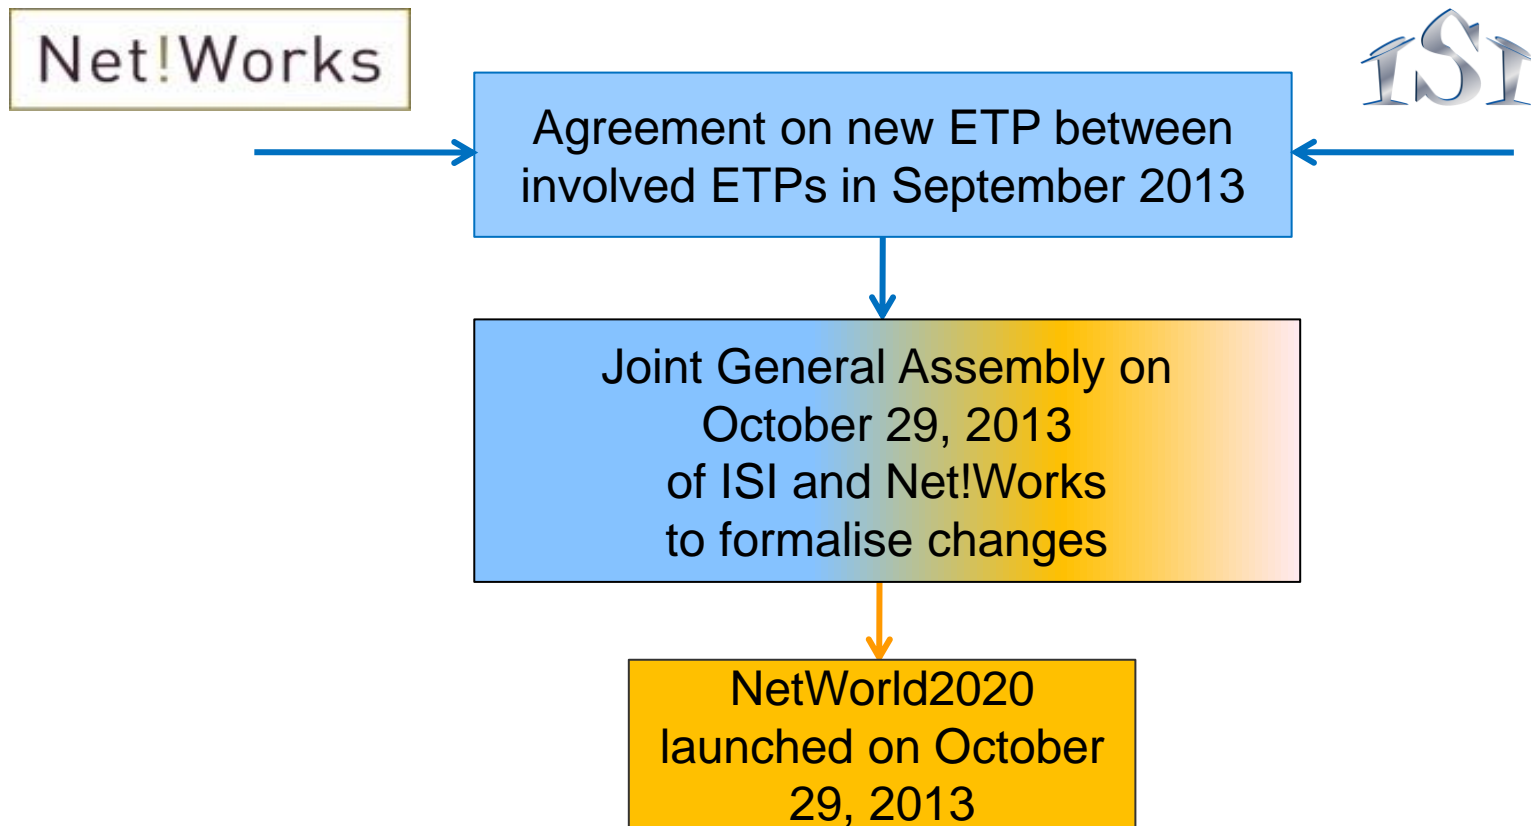 Net!Works
ISI
Agreement on new ETP between
involved ETPs in September 2013
Joint General Assembly on
October 29, 2013
of ISI and Net!Works
to formalise changes
NetWorld2020
launched on October
29, 2013